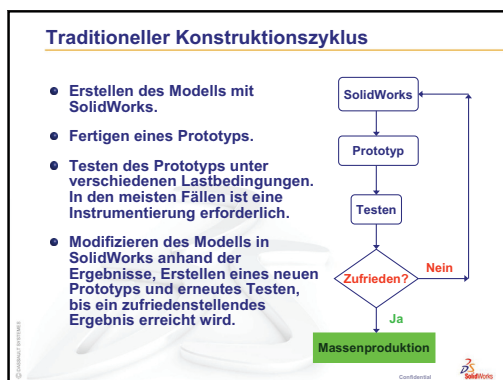 Traditioneller Konstruktionszyklus
Erstellen des Modells mit
SolidWorks.
Fertigen eines Prototyps.
Testen des Prototyps unter
verschiedenen Lastbedingungen.
In den meisten Fällen ist eine
Instrumentierung erforderlich.
Modifizieren des Modells in
SolidWorks anhand der
Ergebnisse, Erstellen eines neuen
Prototyps und erneutes Testen,
bis ein zufriedenstellendes
Ergebnis erreicht wird.
SolidWorks
Prototyp
Testen
Zufrieden?
Nein
Ja
Massenproduktion
© DASSAULT SYSTEMES
Confidential
SolidWorks